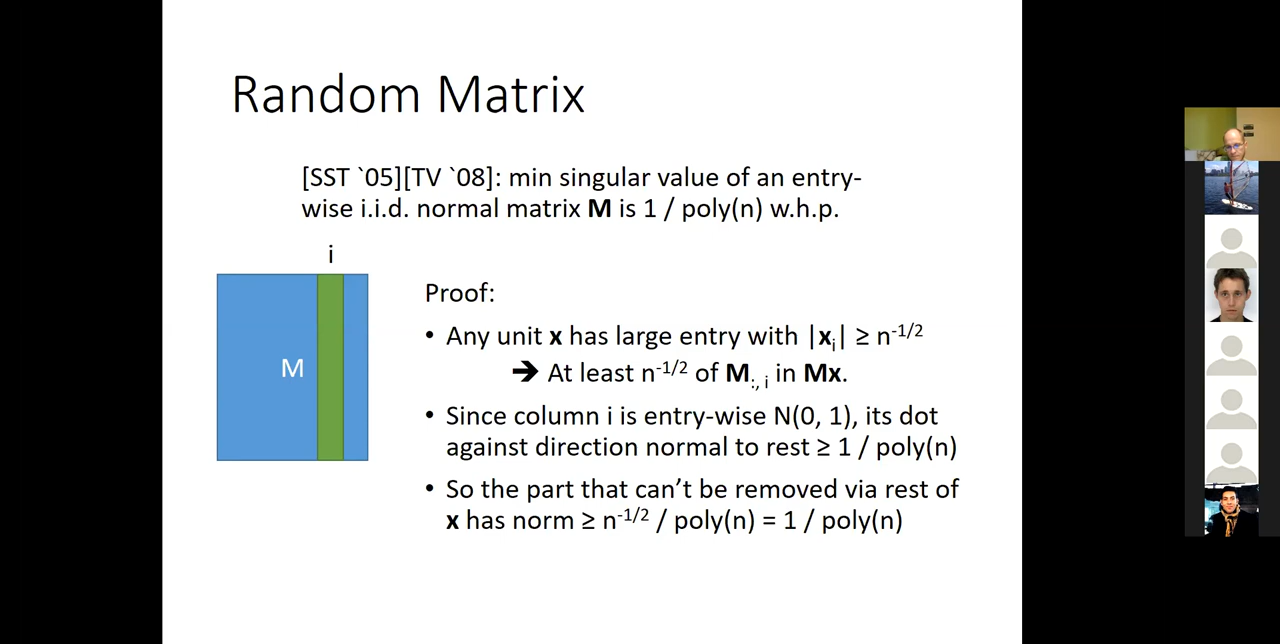 Random Matrix
[SST `05][TV `08]: min singular value of an entry-
wise i.i.d. normal matrix M is 1 / poly(n) w.h.p.
i
M
Proof:
• Any unit x has large entry with |xᵢ| ≥ n⁻¹/²
➔ At least n⁻¹/² of M:, i in Mx.
• Since column i is entry-wise N(0, 1), its dot
against direction normal to rest ≥ 1 / poly(n)
• So the part that can’t be removed via rest of
x has norm ≥ n⁻¹/² / poly(n) = 1 / poly(n)